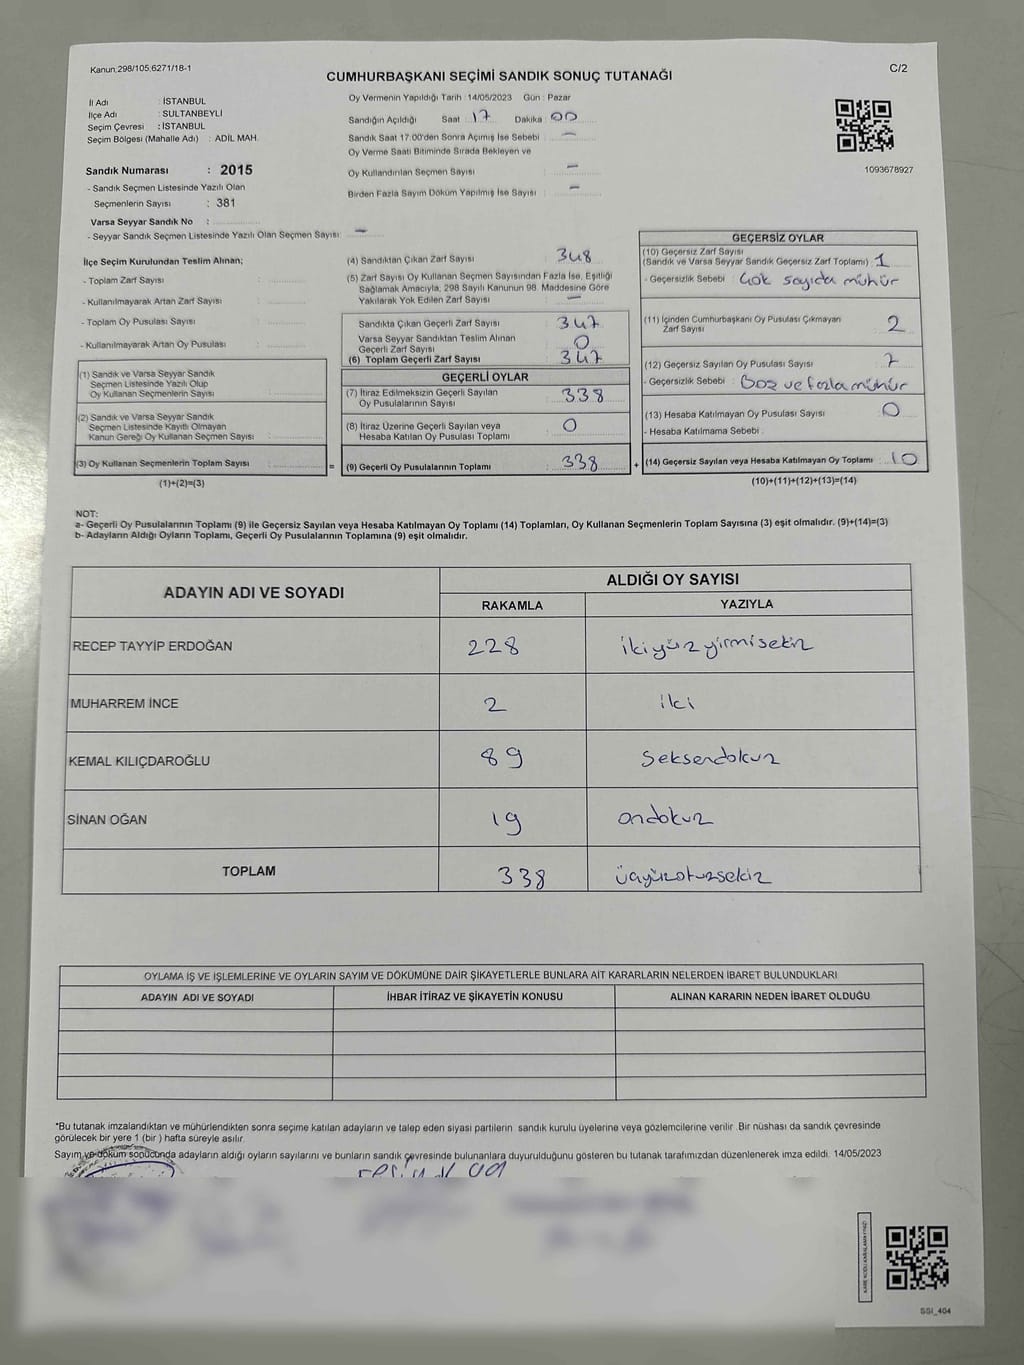 Kanun;298/105;6271/18-1
C/2
CUMHURBAŞKANI SEÇİMİ SANDIK SONUÇ TUTANAĞI
İl Adı : İSTANBUL
İlçe Adı : SULTANBEYLİ
Seçim Çevresi : İSTANBUL
Seçim Bölgesi (Mahalle Adı) : ADİL MAH.
Sandık Numarası : 2015
- Sandık Seçmen Listesinde Yazılı Olan
Seçmenlerin Sayısı : 381
Varsa Seyyar Sandık No :
- Seyyar Sandık Seçmen Listesinde Yazılı Olan Seçmen Sayısı: —
Oy Vermenin Yapıldığı Tarih : 14/05/2023 Gün : Pazar
Sandığın Açıldığı Saat : 17 Dakika : 00
Sandık Saat 17:00'den Sonra Açımış İse Sebebi : —
Oy Verme Saati Bitiminde Sırada Bekleyen ve
Oy Kullandırılan Seçmen Sayısı : —
Birden Fazla Sayım Döküm Yapılmış İse Sayısı : —
1093678927
İlçe Seçim Kurulundan Teslim Alınan;
- Toplam Zarf Sayısı :
- Kullanılmayarak Artan Zarf Sayısı :
- Toplam Oy Pusulası Sayısı :
- Kullanılmayarak Artan Oy Pusulası :
(1) Sandık ve Varsa Seyyar Sandık
Seçmen Listesinde Yazılı Olup
Oy Kullanan Seçmenlerin Sayısı :
(2) Sandık ve Varsa Seyyar Sandık
Seçmen Listesinde Kayıtlı Olmayan
Kanun Gereği Oy Kullanan Seçmen Sayısı :
(3) Oy Kullanan Seçmenlerin Toplam Sayısı :
(1)+(2)=(3)
(4) Sandıktan Çıkan Zarf Sayısı : 348
(5) Zarf Sayısı Oy Kullanan Seçmen Sayısından Fazla İse, Eşitliği
Sağlamak Amacıyla, 298 Sayılı Kanunun 98. Maddesine Göre
Yakılarak Yok Edilen Zarf Sayısı : —
Sandıkta Çıkan Geçerli Zarf Sayısı : 347
Varsa Seyyar Sandıktan Teslim Alınan
Geçerli Zarf Sayısı : 0
(6) Toplam Geçerli Zarf Sayısı : 347
GEÇERLİ OYLAR
(7) İtiraz Edilmeksizin Geçerli Sayılan
Oy Pusulalarının Sayısı : 338
(8) İtiraz Üzerine Geçerli Sayılan veya
Hesaba Katılan Oy Pusulası Toplamı : 0
= (9) Geçerli Oy Pusulalarının Toplamı : 338 +
GEÇERSİZ OYLAR
(10) Geçersiz Zarf Sayısı
(Sandık ve Varsa Seyyar Sandık Geçersiz Zarf Toplamı) : 1
- Geçersizlik Sebebi : Çok sayıda mühür
(11) İçinden Cumhurbaşkanı Oy Pusulası Çıkmayan
Zarf Sayısı : 2
(12) Geçersiz Sayılan Oy Pusulası Sayısı : 7
- Geçersizlik Sebebi : Boş ve fazla mühür
(13) Hesaba Katılmayan Oy Pusulası Sayısı : 0
- Hesaba Katılmama Sebebi :
(14) Geçersiz Sayılan veya Hesaba Katılmayan Oy Toplamı : 10
(10)+(11)+(12)+(13)=(14)
NOT:
a- Geçerli Oy Pusulalarının Toplamı (9) ile Geçersiz Sayılan veya Hesaba Katılmayan Oy Toplamı (14) Toplamları, Oy Kullanan Seçmenlerin Toplam Sayısına (3) eşit olmalıdır. (9)+(14)=(3)
b- Adayların Aldığı Oyların Toplamı, Geçerli Oy Pusulalarının Toplamına (9) eşit olmalıdır.
ADAYIN ADI VE SOYADI ALDIĞI OY SAYISI
RAKAMLA YAZIYLA
RECEP TAYYİP ERDOĞAN 228 ikiyüzyirmisekiz
MUHARREM İNCE 2 iki
KEMAL KILIÇDAROĞLU 89 Seksendokuz
SİNAN OĞAN 19 ondokuz
TOPLAM 338 üçyüzotuzsekiz
OYLAMA İŞ VE İŞLEMLERİNE VE OYLARIN SAYIM VE DÖKÜMÜNE DAİR ŞİKAYETLERLE BUNLARA AİT KARARLARIN NELERDEN İBARET BULUNDUKLARI
ADAYIN ADI VE SOYADI İHBAR İTİRAZ VE ŞİKAYETİN KONUSU ALINAN KARARIN NEDEN İBARET OLDUĞU
*Bu tutanak imzalandıktan ve mühürlendikten sonra seçime katılan adayların ve talep eden siyasi partilerin sandık kurulu üyelerine veya gözlemcilerine verilir .Bir nüshası da sandık çevresinde
görülecek bir yere 1 (bir) hafta süreyle asılır.
Sayım ve döküm sonucunda adayların aldığı oyların sayılarını ve bunların sandık çevresinde bulunanlara duyurulduğunu gösteren bu tutanak tarafımızdan düzenlenerek imza edildi. 14/05/2023
SSI_404